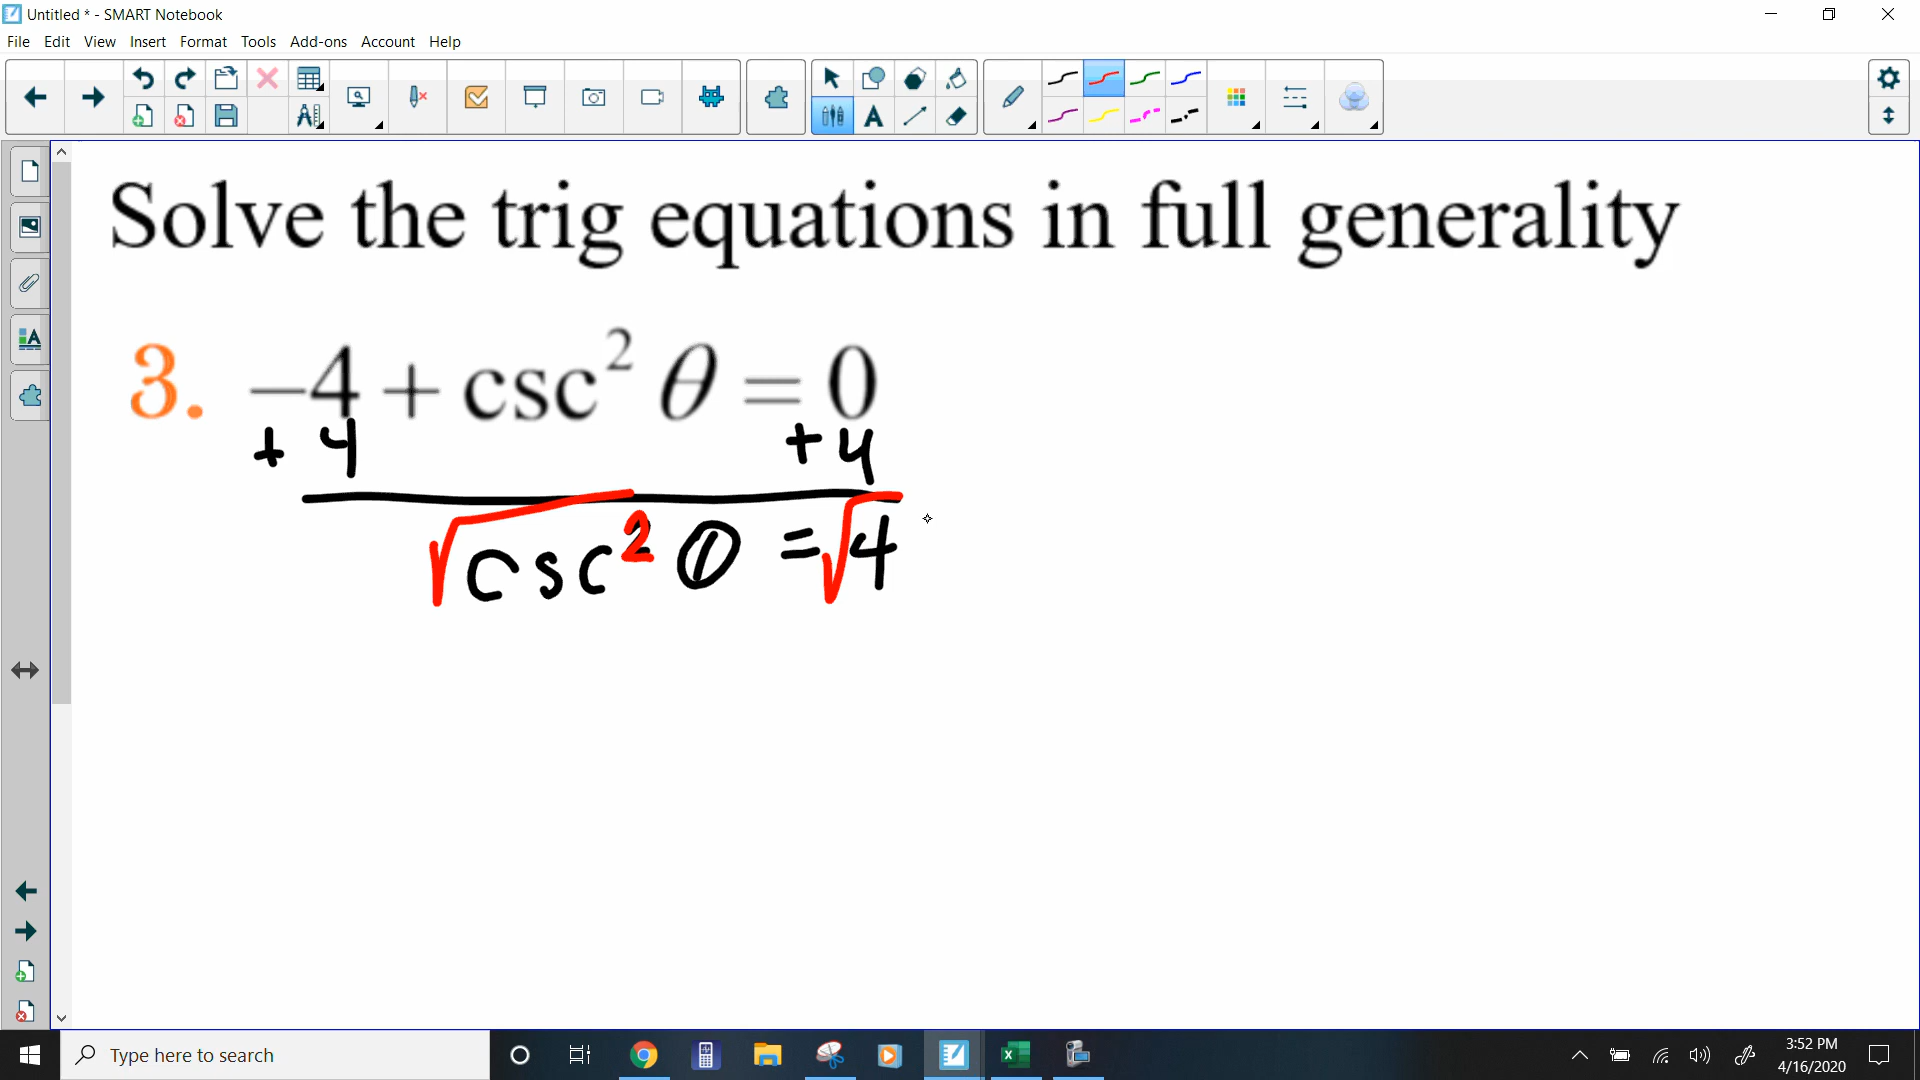 Untitled * - SMART Notebook
File Edit View Insert Format Tools Add-ons Account Help
Solve the trig equations in full generality
3. −4 + csc² θ = 0
+ 4 + 4
√csc² θ = √4
Type here to search
3:52 PM
4/16/2020